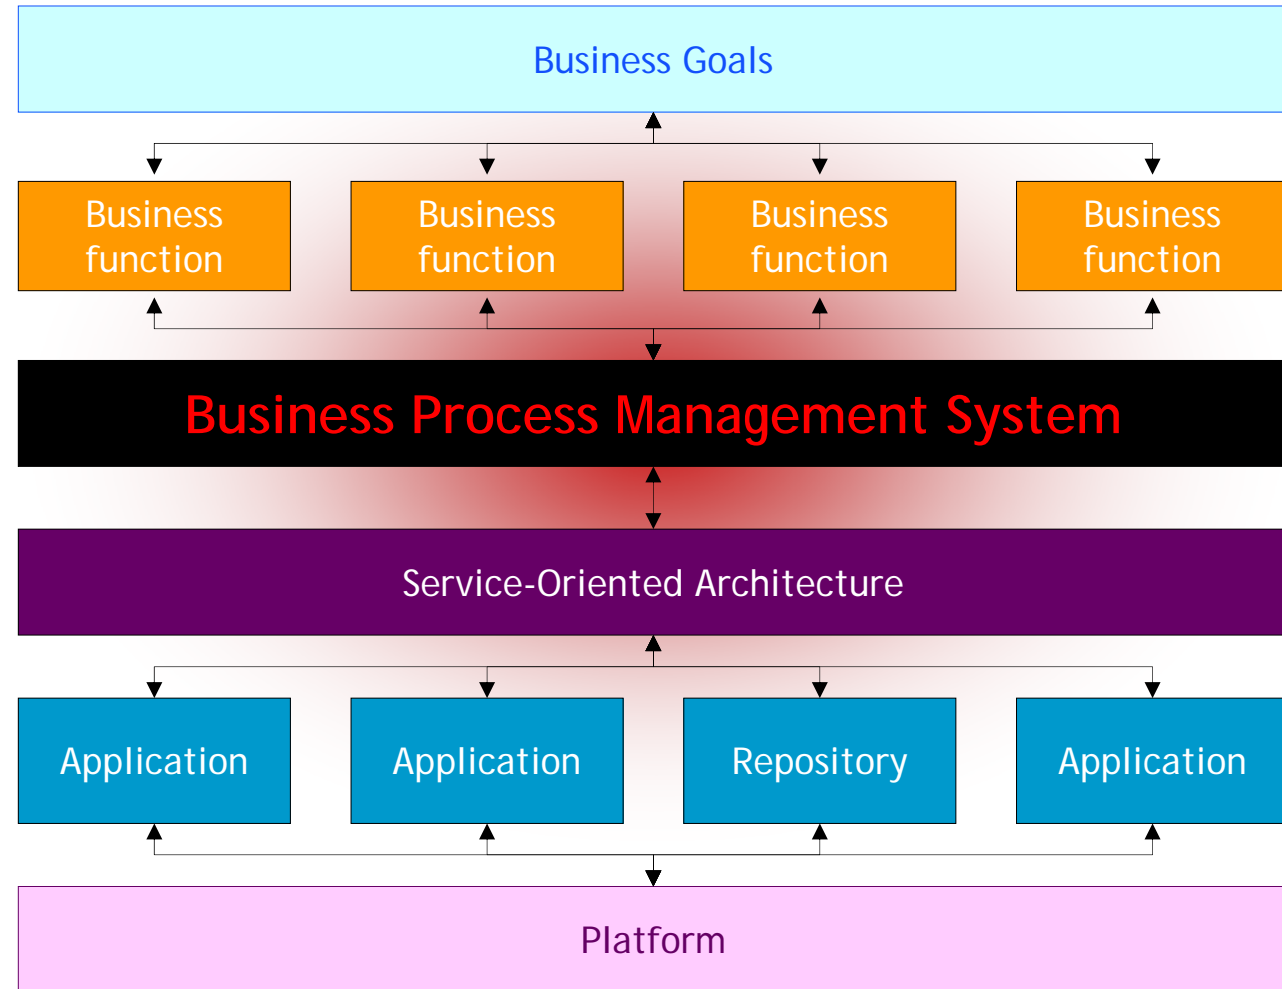 Business Goals
Business
function
Business
function
Business
function
Business
function
Business Process Management System
Service-Oriented Architecture
Application
Application
Repository
Application
Platform